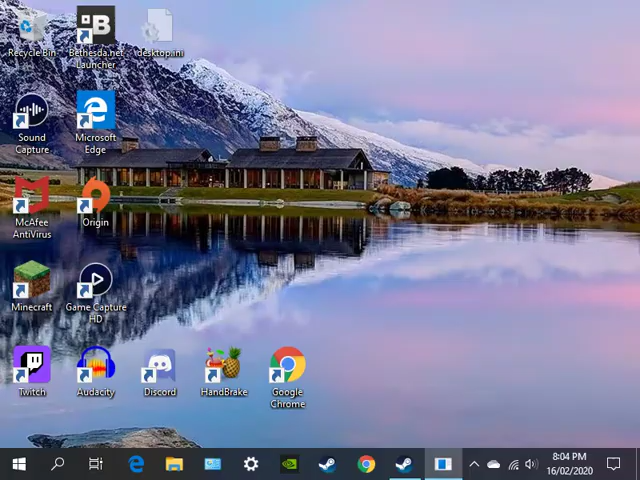 Recycle Bin
Bethesda.net
Launcher
desktop.ini
Sound
Capture
Microsoft
Edge
McAfee
AntiVirus
Origin
Minecraft
Game Capture
HD
Twitch
Audacity
Discord
HandBrake
Google
Chrome
8:04 PM
16/02/2020